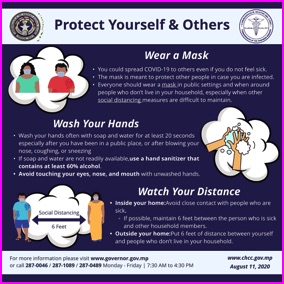 Protect Yourself & Others
Wear a Mask
• You could spread COVID-19 to others even if you do not feel sick.
• The mask is meant to protect other people in case you are infected.
• Everyone should wear a mask in public settings and when around
people who don't live in your household, especially when other
social distancing measures are difficult to maintain.
Wash Your Hands
• Wash your hands often with soap and water for at least 20 seconds
especially after you have been in a public place, or after blowing your
nose, coughing, or sneezing
• If soap and water are not readily available,use a hand sanitizer that
contains at least 60% alcohol.
• Avoid touching your eyes, nose, and mouth with unwashed hands.
Watch Your Distance
• Inside your home:Avoid close contact with people who are
sick.
◦ If possible, maintain 6 feet between the person who is sick
and other household members.
• Outside your home:Put 6 feet of distance between yourself
and people who don't live in your household.
Social Distancing
6 Feet
For more information please visit www.governor.gov.mp
or call 287-0046 / 287-1089 / 287-0489 Monday - Friday | 7:30 AM to 4:30 PM
www.chcc.gov.mp
August 11, 2020